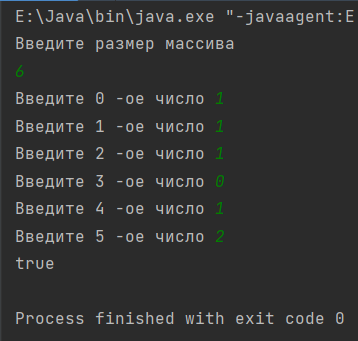 E:\Java\bin\java.exe "-javaagent:E
Введите размер массива
6
Введите 0 -ое число 1
Введите 1 -ое число 1
Введите 2 -ое число 1
Введите 3 -ое число 0
Введите 4 -ое число 1
Введите 5 -ое число 2
true
Process finished with exit code 0